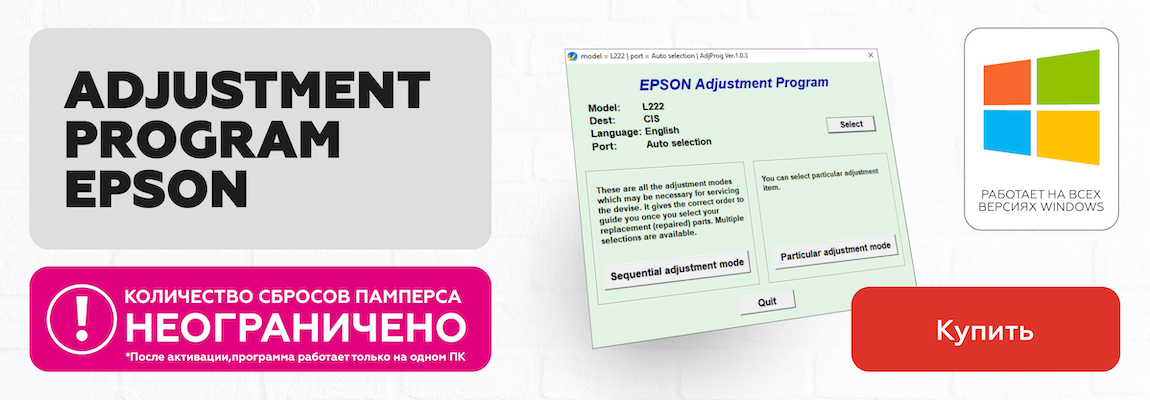 ADJUSTMENT
PROGRAM
EPSON
КОЛИЧЕСТВО СБРОСОВ ПАМПЕРСА
НЕОГРАНИЧЕНО
*После активации,программа работает только на одном ПК
model = L222 | port = Auto selection | AdjProg Ver.1.0.3
EPSON Adjustment Program
Model: L222
Dest: CIS
Language: English
Port: Auto selection
Select
These are all the adjustment modes
which may be necessary for servicing
the devise. It gives the correct order to
guide you once you select your
replacement (repaired) parts. Multiple
selections are available.
Sequential adjustment mode
You can select particular adjustment
item.
Particular adjustment mode
Quit
РАБОТАЕТ НА ВСЕХ
ВЕРСИЯХ WINDOWS
Купить